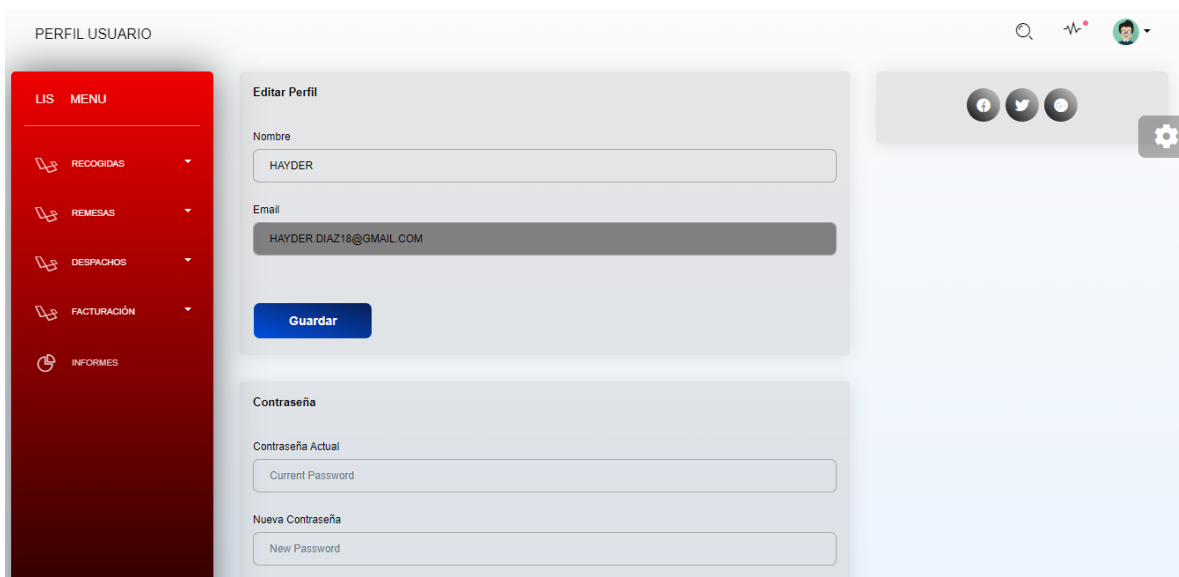 PERFIL USUARIO
LIS MENU
RECOGIDAS
REMESAS
DESPACHOS
FACTURACIÓN
INFORMES
Editar Perfil
Nombre
HAYDER
Email
HAYDER.DIAZ18@GMAIL.COM
Guardar
Contraseña
Contraseña Actual
Current Password
Nueva Contraseña
New Password